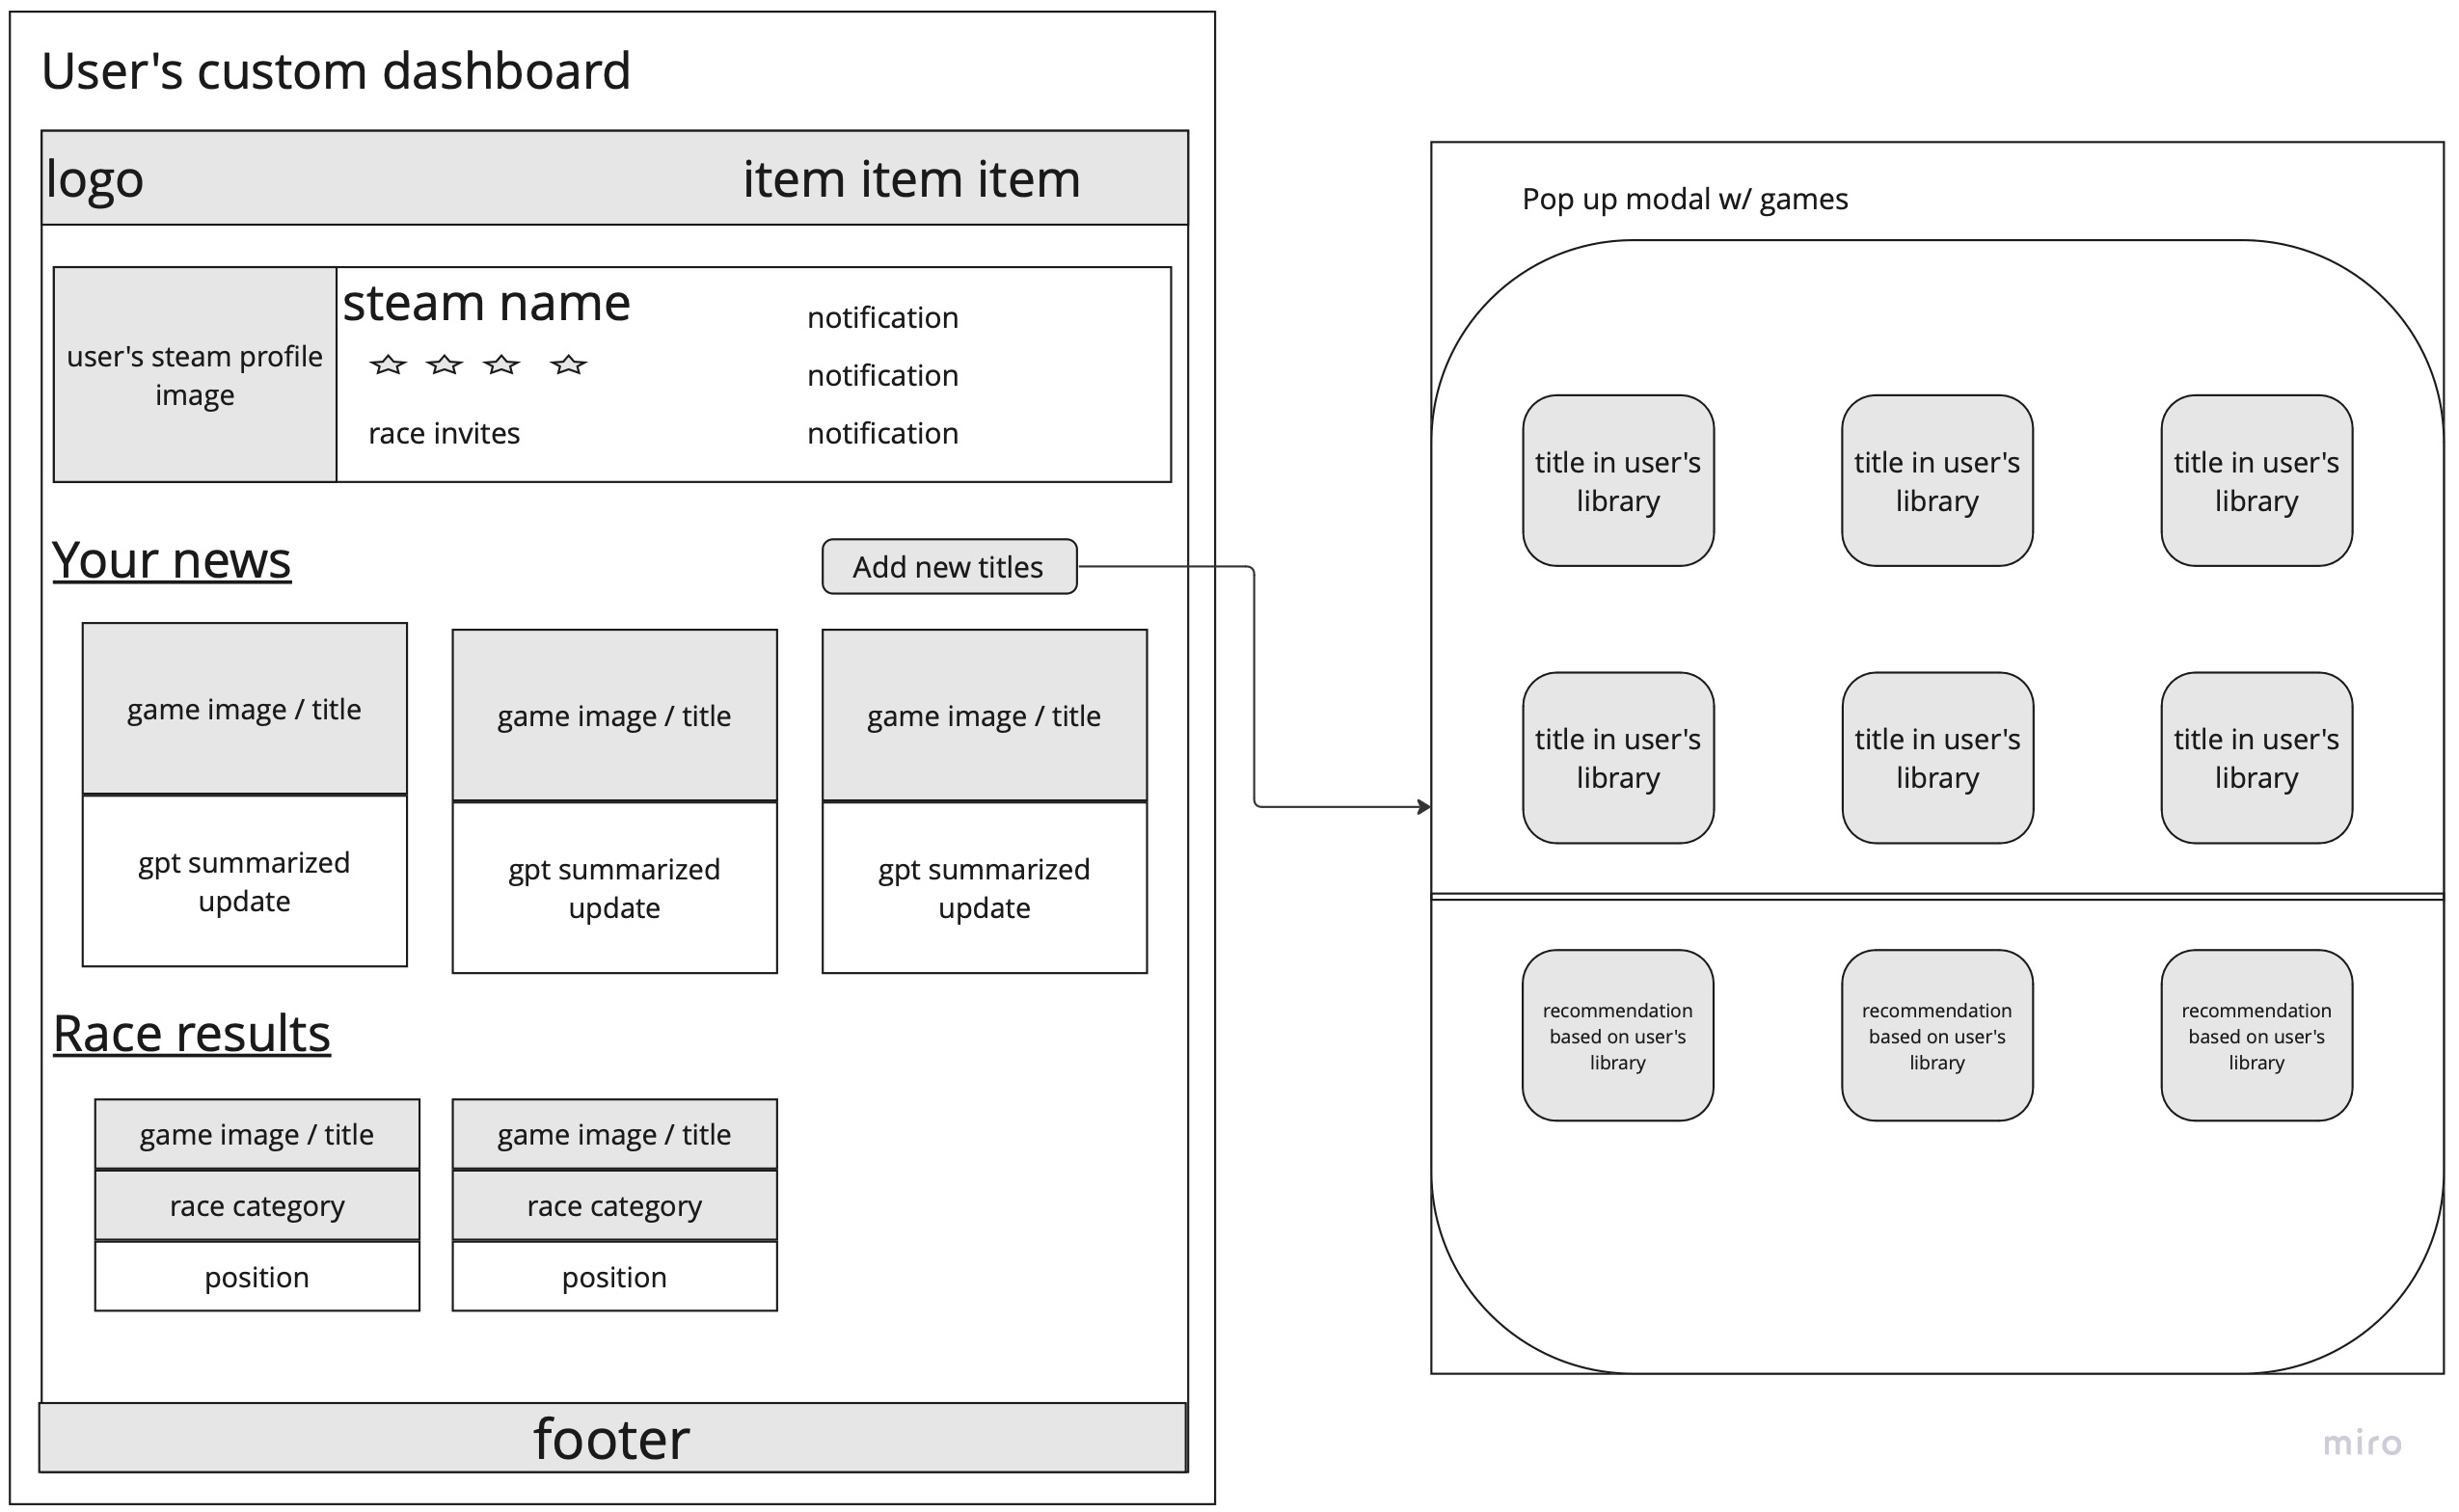 User's custom dashboard
logo
item item item
user's steam profile
image
steam name
race invites
notification
notification
notification
Your news
Add new titles
game image / title
gpt summarized
update
game image / title
gpt summarized
update
game image / title
gpt summarized
update
Race results
game image / title
race category
position
game image / title
race category
position
footer
Pop up modal w/ games
title in user's
library
title in user's
library
title in user's
library
title in user's
library
title in user's
library
title in user's
library
recommendation
based on user's
library
recommendation
based on user's
library
recommendation
based on user's
library
miro